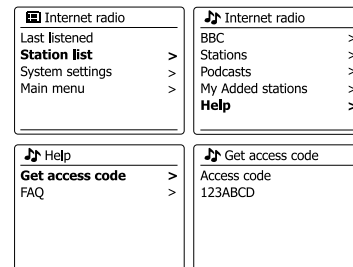 Internet radio
Last listened
Station list >
System settings >
Main menu >
Internet radio
BBC >
Stations >
Podcasts >
My Added stations >
Help >
Help
Get access code >
FAQ >
Get access code
Access code
123ABCD